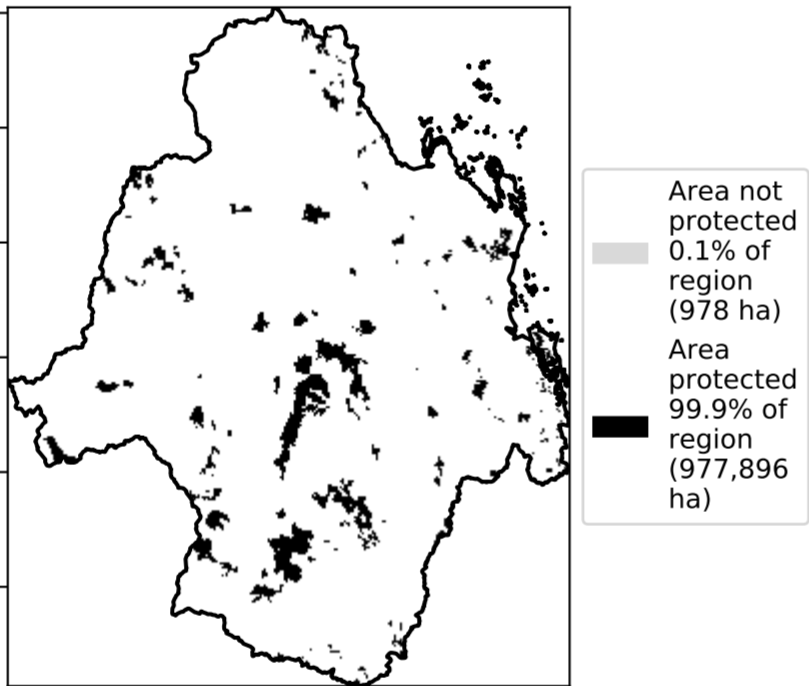 Area not
protected
0.1% of
region
(978 ha)
Area
protected
99.9% of
region
(977,896
ha)